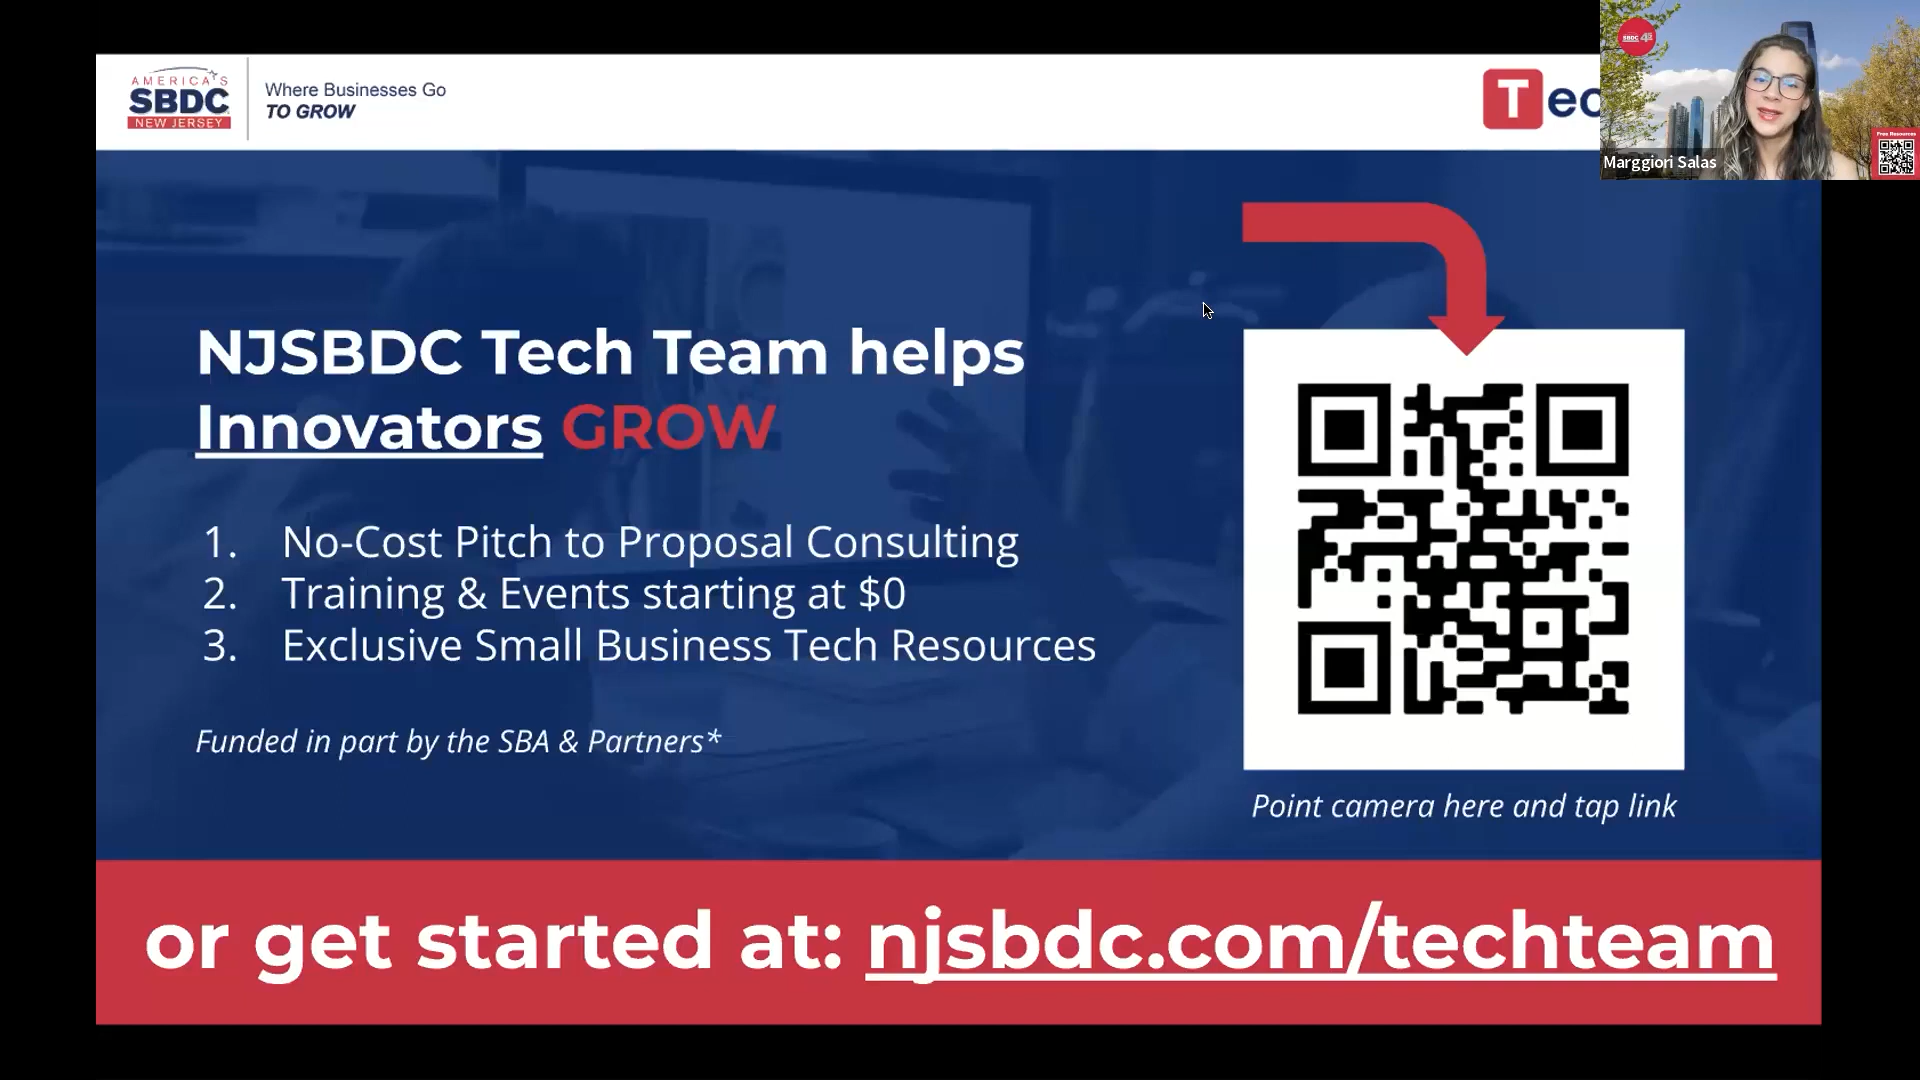 AMERICA'S
SBDC
NEW JERSEY
Where Businesses Go
TO GROW
Tec
SBDC
Marggiori Salas
Free Resources
NJSBDC Tech Team helps
Innovators GROW
1. No-Cost Pitch to Proposal Consulting
2. Training & Events starting at $0
3. Exclusive Small Business Tech Resources
Funded in part by the SBA & Partners*
Point camera here and tap link
or get started at: njsbdc.com/techteam